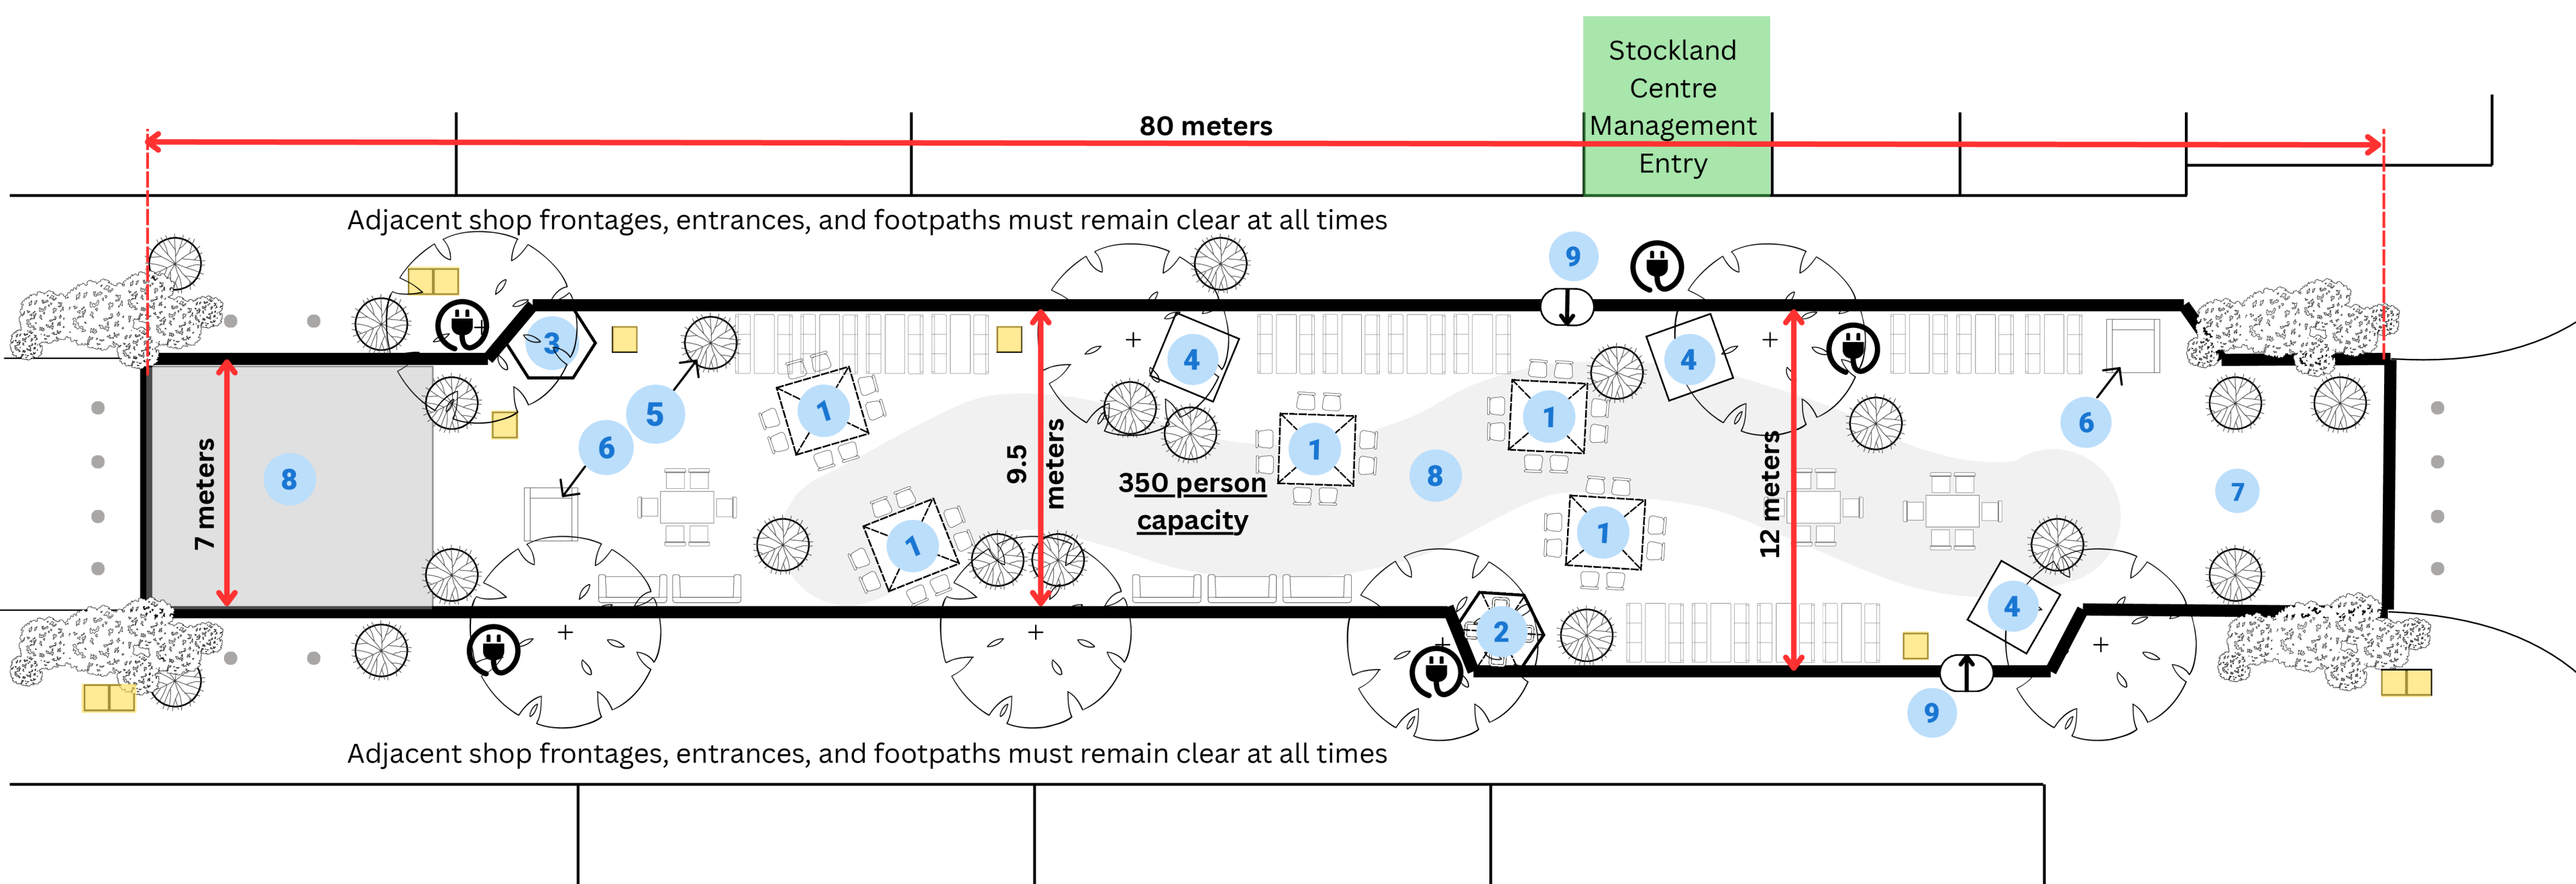 Stockland
Centre
Management
Entry
80 meters
Adjacent shop frontages, entrances, and footpaths must remain clear at all times
9
3
4
4
5
1
1
6
6
1
7 meters
8
9.5
meters
350 person
capacity
8
12 meters
7
1
1
4
2
9
Adjacent shop frontages, entrances, and footpaths must remain clear at all times